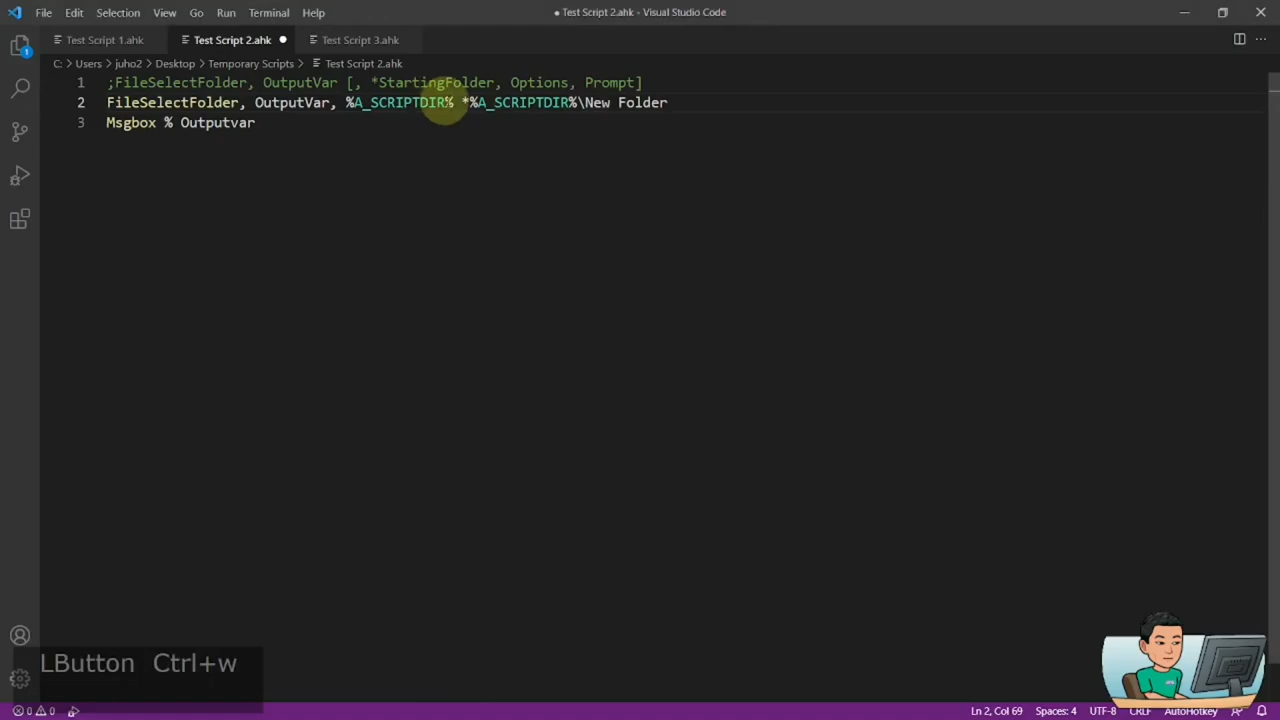 File Edit Selection View Go Run Terminal Help
● Test Script 2.ahk - Visual Studio Code
Test Script 1.ahk Test Script 2.ahk ● Test Script 3.ahk
C: > Users > juho2 > Desktop > Temporary Scripts > Test Script 2.ahk
1 ;FileSelectFolder, OutputVar [, *StartingFolder, Options, Prompt]
2 FileSelectFolder, OutputVar, %A_SCRIPTDIR% *%A_SCRIPTDIR%\New Folder
3 Msgbox % Outputvar
1
LButton Ctrl+w
0 0 Ln 2, Col 69 Spaces: 4 UTF-8 CRLF AutoHotkey